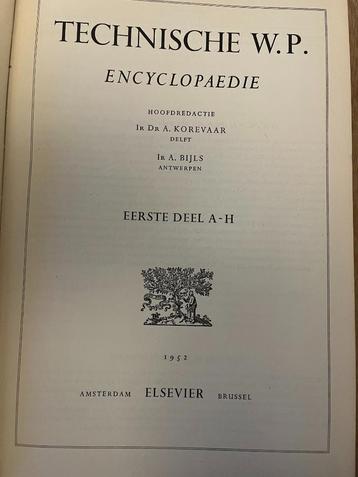 TECHNISCHE W.P.
ENCYCLOPAEDIE
HOOFDREDACTIE
IR DR A. KOREVAAR
DELFT
IR A. BIJLS
ANTWERPEN
EERSTE DEEL A-H
1952
AMSTERDAM ELSEVIER BRUSSEL